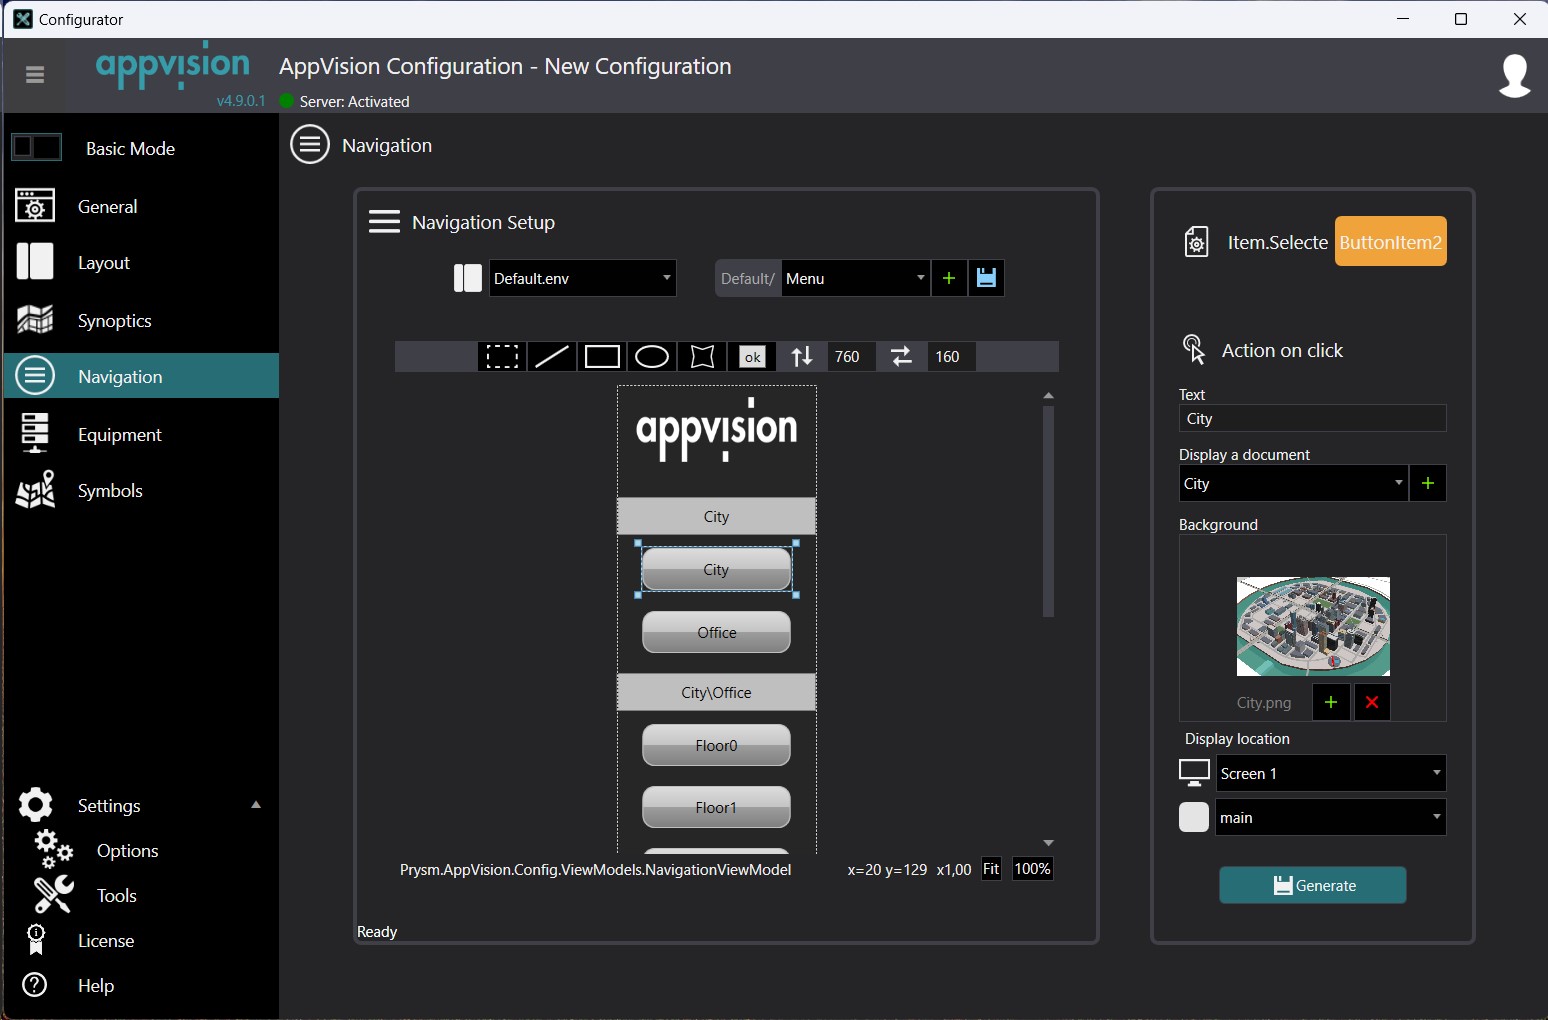 Configurator
appvision
v4.9.0.1
AppVision Configuration - New Configuration
Server: Activated
Basic Mode
General
Layout
Synoptics
Navigation
Equipment
Symbols
Settings
Options
Tools
License
Help
Navigation
Navigation Setup
Default.env
Default/ Menu
ok 760 160
appvision
City
City
Office
City\Office
Floor0
Floor1
Prysm.AppVision.Config.ViewModels.NavigationViewModel x=20 y=129 x1,00 Fit 100%
Ready
Item.Selecte ButtonItem2
Action on click
Text
City
Display a document
City
Background
City.png
Display location
Screen 1
main
Generate